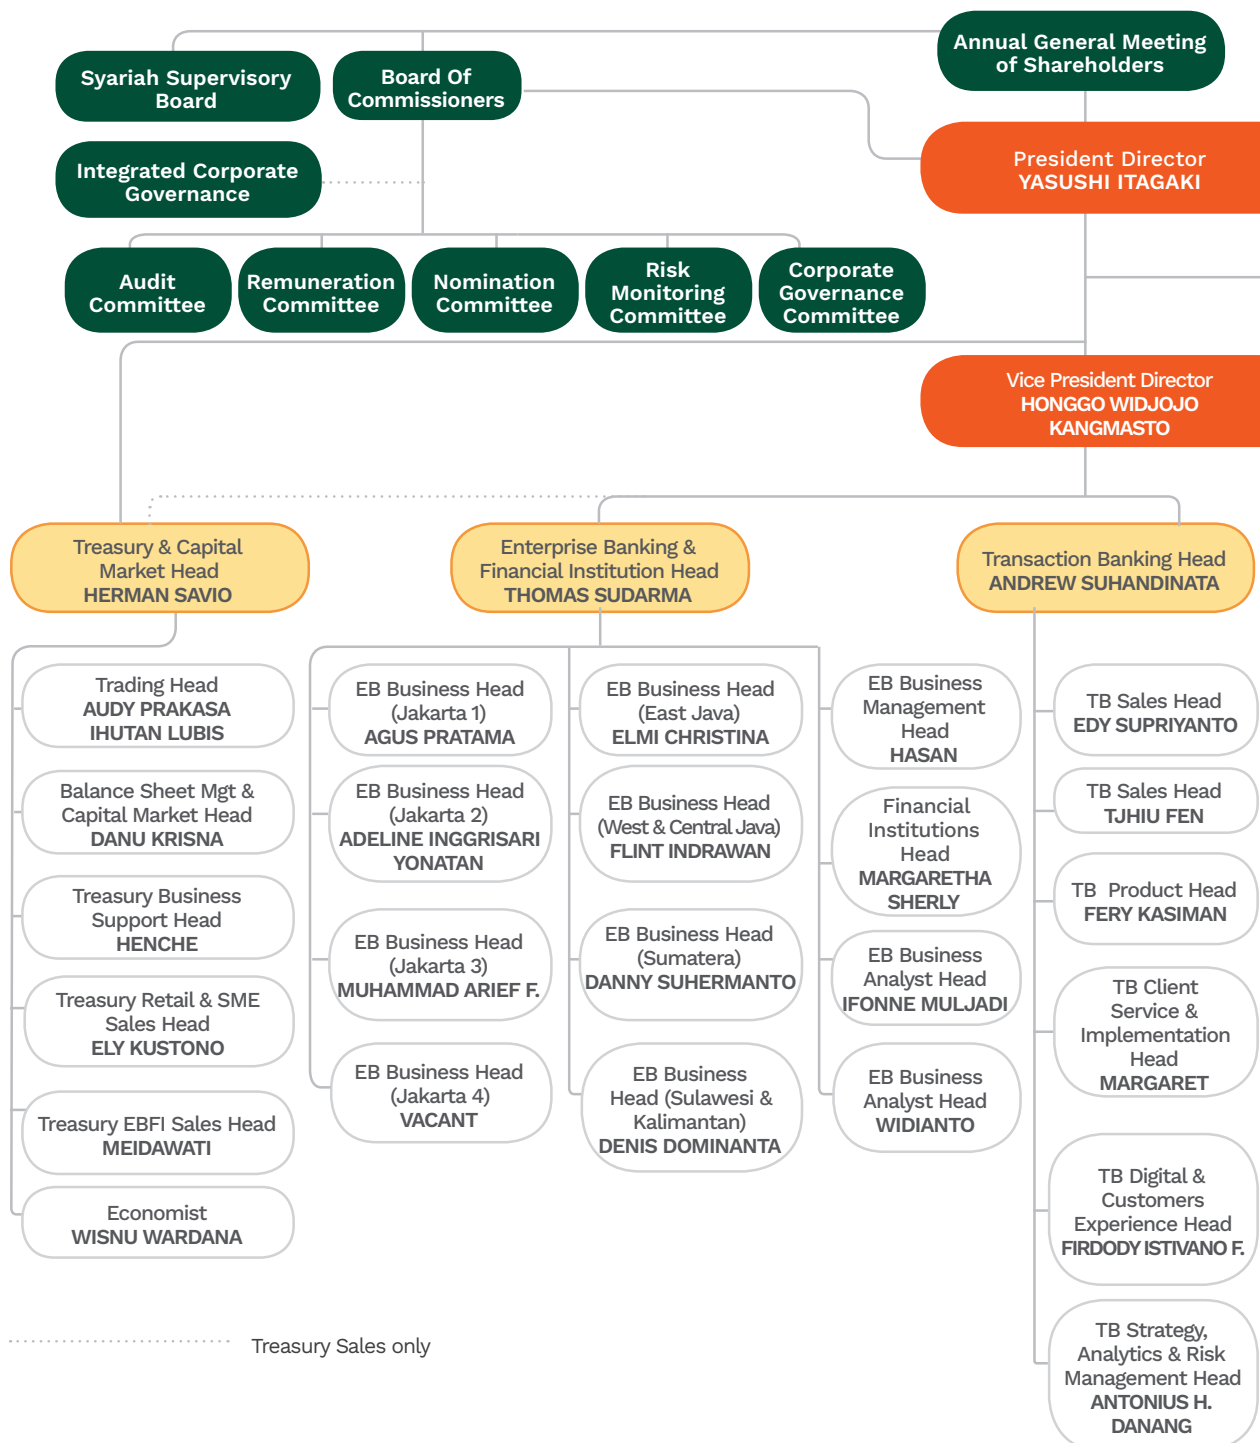 Annual General Meeting
of Shareholders
Syariah Supervisory
Board
Board Of
Commissioners
Integrated Corporate
Governance
President Director
YASUSHI ITAGAKI
Audit
Committee
Remuneration
Committee
Nomination
Committee
Risk
Monitoring
Committee
Corporate
Governance
Committee
Vice President Director
HONGGO WIDJOJO
KANGMASTO
Treasury & Capital
Market Head
HERMAN SAVIO
Enterprise Banking &
Financial Institution Head
THOMAS SUDARMA
Transaction Banking Head
ANDREW SUHANDINATA
Trading Head
AUDY PRAKASA
IHUTAN LUBIS
Balance Sheet Mgt &
Capital Market Head
DANU KRISNA
Treasury Business
Support Head
HENCHE
Treasury Retail & SME
Sales Head
ELY KUSTONO
Treasury EBFI Sales Head
MEIDAWATI
Economist
WISNU WARDANA
EB Business Head
(Jakarta 1)
AGUS PRATAMA
EB Business Head
(Jakarta 2)
ADELINE INGGRISARI
YONATAN
EB Business Head
(Jakarta 3)
MUHAMMAD ARIEF F.
EB Business Head
(Jakarta 4)
VACANT
EB Business Head
(East Java)
ELMI CHRISTINA
EB Business Head
(West & Central Java)
FLINT INDRAWAN
EB Business Head
(Sumatera)
DANNY SUHERMANTO
EB Business
Head (Sulawesi &
Kalimantan)
DENIS DOMINANTA
EB Business
Management
Head
HASAN
Financial
Institutions
Head
MARGARETHA
SHERLY
EB Business
Analyst Head
IFONNE MULJADI
EB Business
Analyst Head
WIDIANTO
TB Sales Head
EDY SUPRIYANTO
TB Sales Head
TJHIU FEN
TB Product Head
FERY KASIMAN
TB Client
Service &
Implementation
Head
MARGARET
TB Digital &
Customers
Experience Head
FIRDODY ISTIVANO F.
TB Strategy,
Analytics & Risk
Management Head
ANTONIUS H.
DANANG
Treasury Sales only